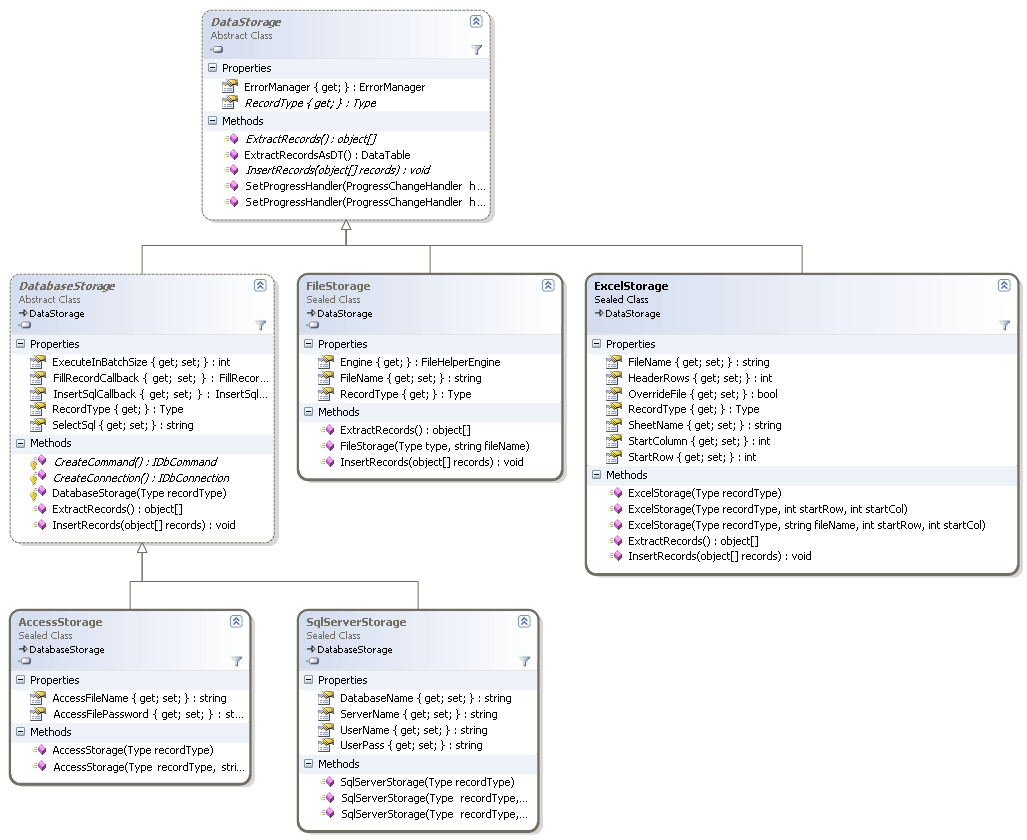 DataStorage
Abstract Class
Properties
ErrorManager { get; } : ErrorManager
RecordType { get; } : Type
Methods
ExtractRecords() : object[]
ExtractRecordsAsDT() : DataTable
InsertRecords(object[] records) : void
SetProgressHandler(ProgressChangeHandler h...
SetProgressHandler(ProgressChangeHandler h...
DatabaseStorage
Abstract Class
DataStorage
Properties
ExecuteInBatchSize { get; set; } : int
FillRecordCallback { get; set; } : FillRecor...
InsertSqlCallback { get; set; } : InsertSql...
RecordType { get; } : Type
SelectSql { get; set; } : string
Methods
CreateCommand() : IDbCommand
CreateConnection() : IDbConnection
DatabaseStorage(Type recordType)
ExtractRecords() : object[]
InsertRecords(object[] records) : void
FileStorage
Sealed Class
DataStorage
Properties
Engine { get; } : FileHelperEngine
FileName { get; set; } : string
RecordType { get; } : Type
Methods
ExtractRecords() : object[]
FileStorage(Type type, string fileName)
InsertRecords(object[] records) : void
ExcelStorage
Sealed Class
DataStorage
Properties
FileName { get; set; } : string
HeaderRows { get; set; } : int
OverrideFile { get; set; } : bool
RecordType { get; } : Type
SheetName { get; set; } : string
StartColumn { get; set; } : int
StartRow { get; set; } : int
Methods
ExcelStorage(Type recordType)
ExcelStorage(Type recordType, int startRow, int startCol)
ExcelStorage(Type recordType, string fileName, int startRow, int startCol)
ExtractRecords() : object[]
InsertRecords(object[] records) : void
AccessStorage
Sealed Class
DatabaseStorage
Properties
AccessFileName { get; set; } : string
AccessFilePassword { get; set; } : st...
Methods
AccessStorage(Type recordType)
AccessStorage(Type recordType, stri...
SqlServerStorage
Sealed Class
DatabaseStorage
Properties
DatabaseName { get; set; } : string
ServerName { get; set; } : string
UserName { get; set; } : string
UserPass { get; set; } : string
Methods
SqlServerStorage(Type recordType)
SqlServerStorage(Type recordType,...
SqlServerStorage(Type recordType,...